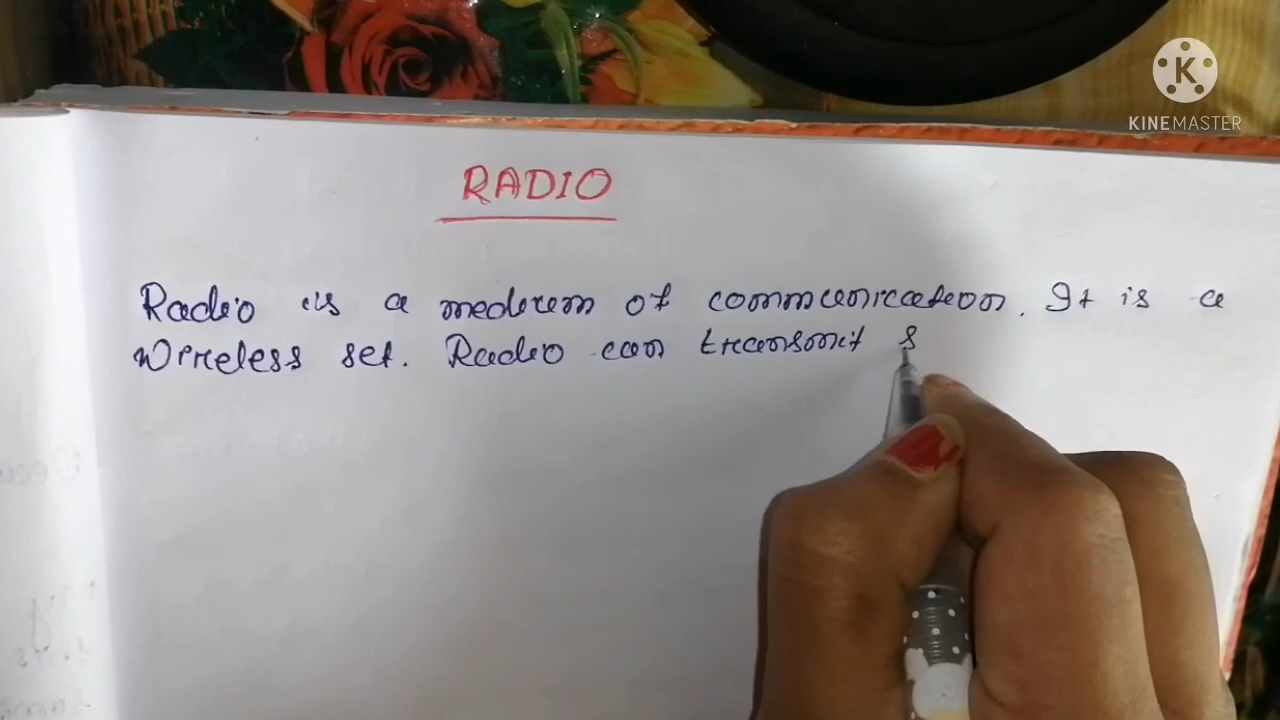 K
KINEMASTER
RADIO
Radio is a medium of communication. It is a
Wireless set. Radio can transmit s